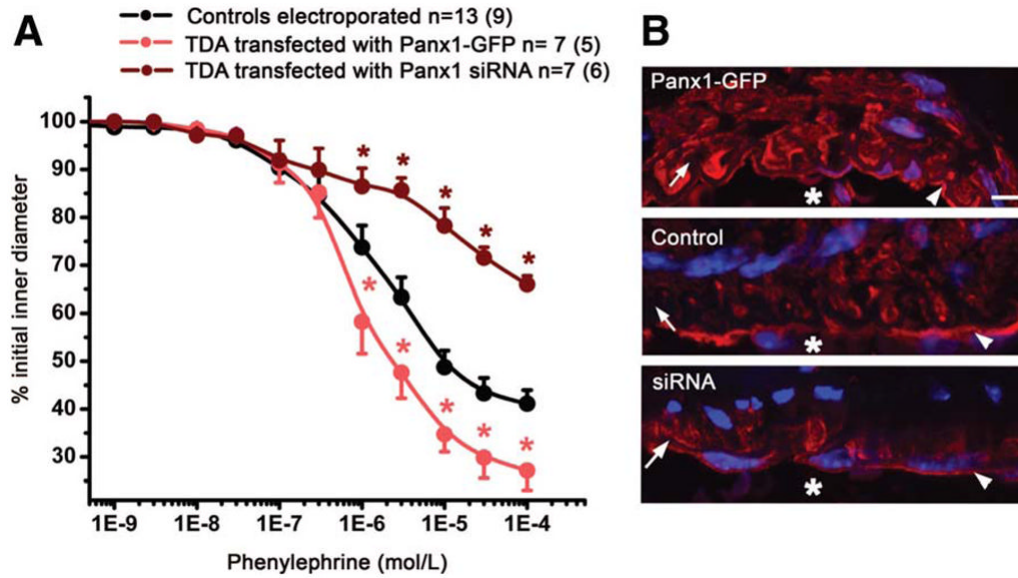 A
Controls electroporated n=13 (9)
TDA transfected with Panx1-GFP n= 7 (5)
TDA transfected with Panx1 siRNA n=7 (6)
% initial inner diameter
100
90
80
70
60
50
40
30
* * * * *
* * * * *
1E-9 1E-8 1E-7 1E-6 1E-5 1E-4
Phenylephrine (mol/L)
B
Panx1-GFP
*
Control
*
siRNA
*